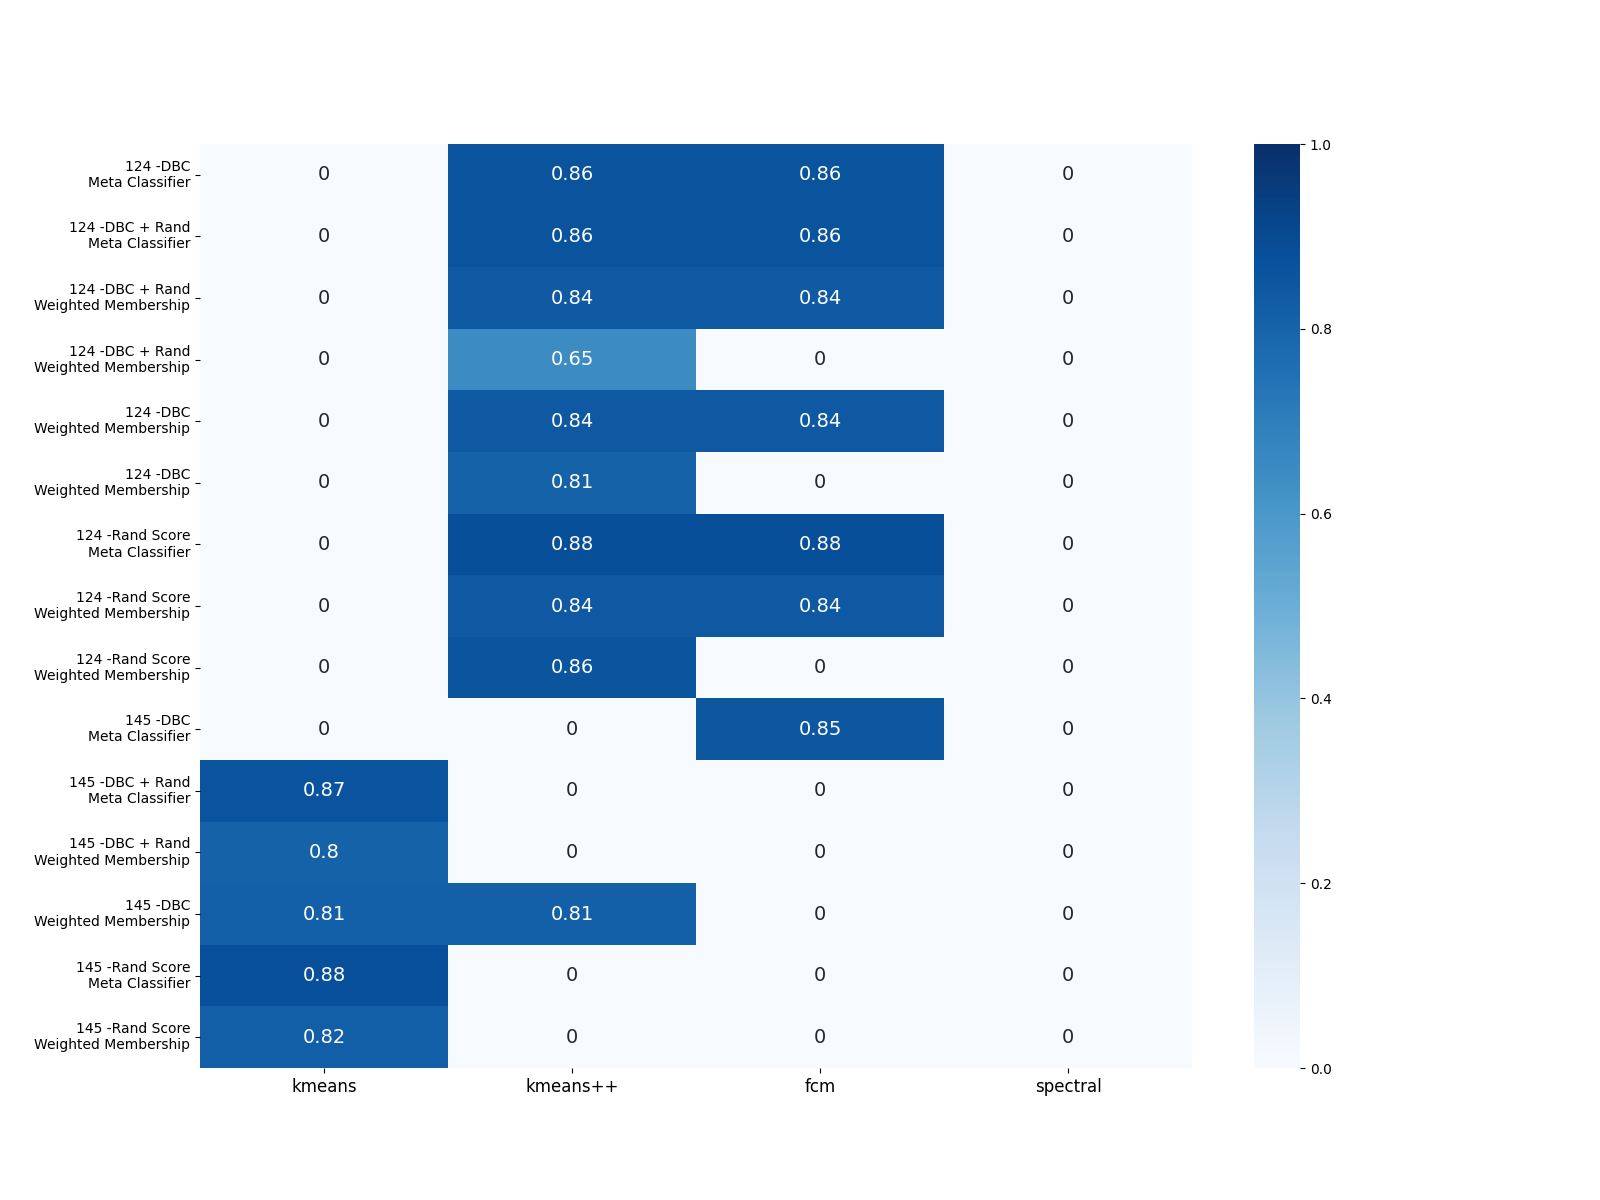 124 -DBC
Meta Classifier
0 0.86 0.86 0
124 -DBC + Rand
Meta Classifier
0 0.86 0.86 0
124 -DBC + Rand
Weighted Membership
0 0.84 0.84 0
124 -DBC + Rand
Weighted Membership
0 0.65 0 0
124 -DBC
Weighted Membership
0 0.84 0.84 0
124 -DBC
Weighted Membership
0 0.81 0 0
124 -Rand Score
Meta Classifier
0 0.88 0.88 0
124 -Rand Score
Weighted Membership
0 0.84 0.84 0
124 -Rand Score
Weighted Membership
0 0.86 0 0
145 -DBC
Meta Classifier
0 0 0.85 0
145 -DBC + Rand
Meta Classifier
0.87 0 0 0
145 -DBC + Rand
Weighted Membership
0.8 0 0 0
145 -DBC
Weighted Membership
0.81 0.81 0 0
145 -Rand Score
Meta Classifier
0.88 0 0 0
145 -Rand Score
Weighted Membership
0.82 0 0 0
kmeans kmeans++ fcm spectral
1.0
0.8
0.6
0.4
0.2
0.0